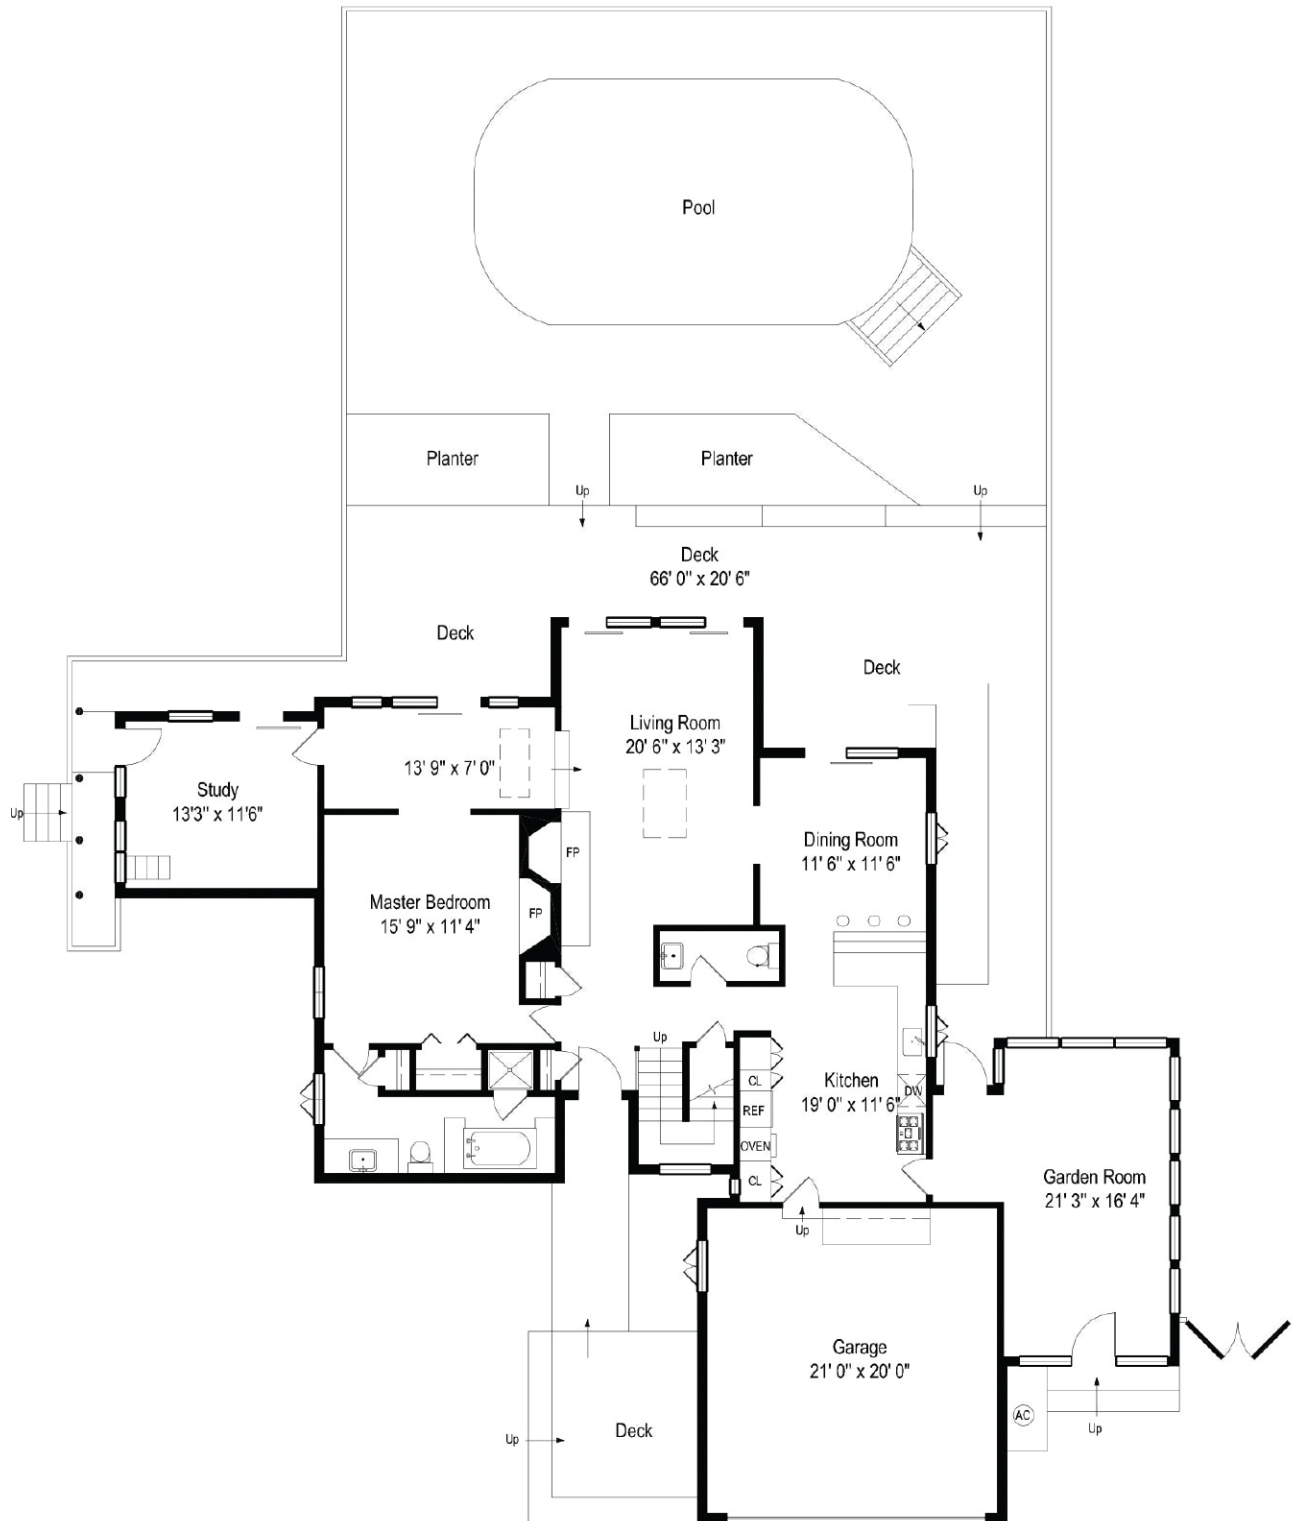 Pool
Planter
Planter
Up
Up
Deck
66' 0" x 20' 6"
Deck
Deck
Living Room
20' 6" x 13' 3"
13' 9" x 7' 0"
Study
13'3" x 11'6"
Up
Dining Room
11' 6" x 11' 6"
FP
Master Bedroom
15' 9" x 11' 4"
FP
Up
Kitchen
19' 0" x 11' 6"
CL
DW
REF
OVEN
CL
Garden Room
21' 3" x 16' 4"
Up
Garage
21' 0" x 20' 0"
AC
Up
Deck
Up